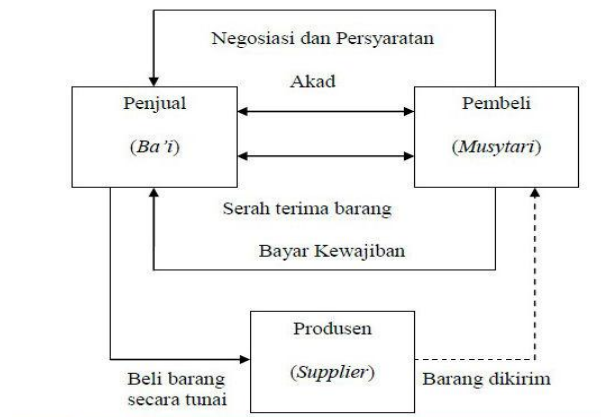 Negosiasi dan Persyaratan
Akad
Penjual
(Ba'i)
Pembeli
(Musytari)
Serah terima barang
Bayar Kewajiban
Produsen
(Supplier)
Beli barang
secara tunai
Barang dikirim